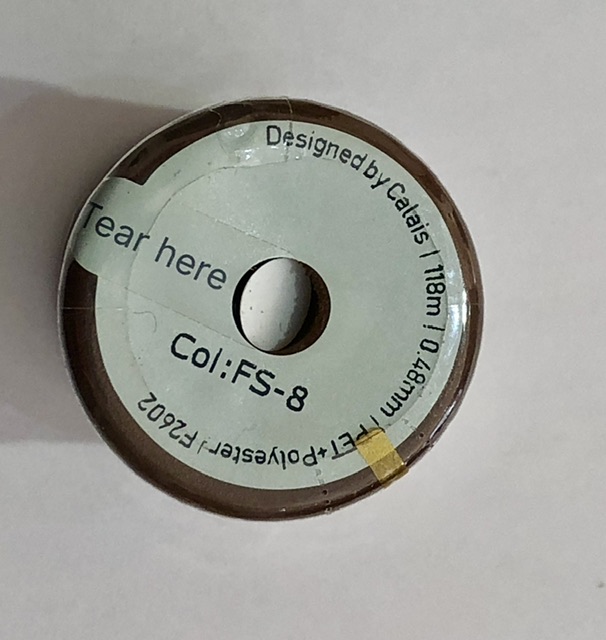 Designed by Calais | 118m | 0.48mm | PET+Polyester | F2602
Tear here
Col:FS-8